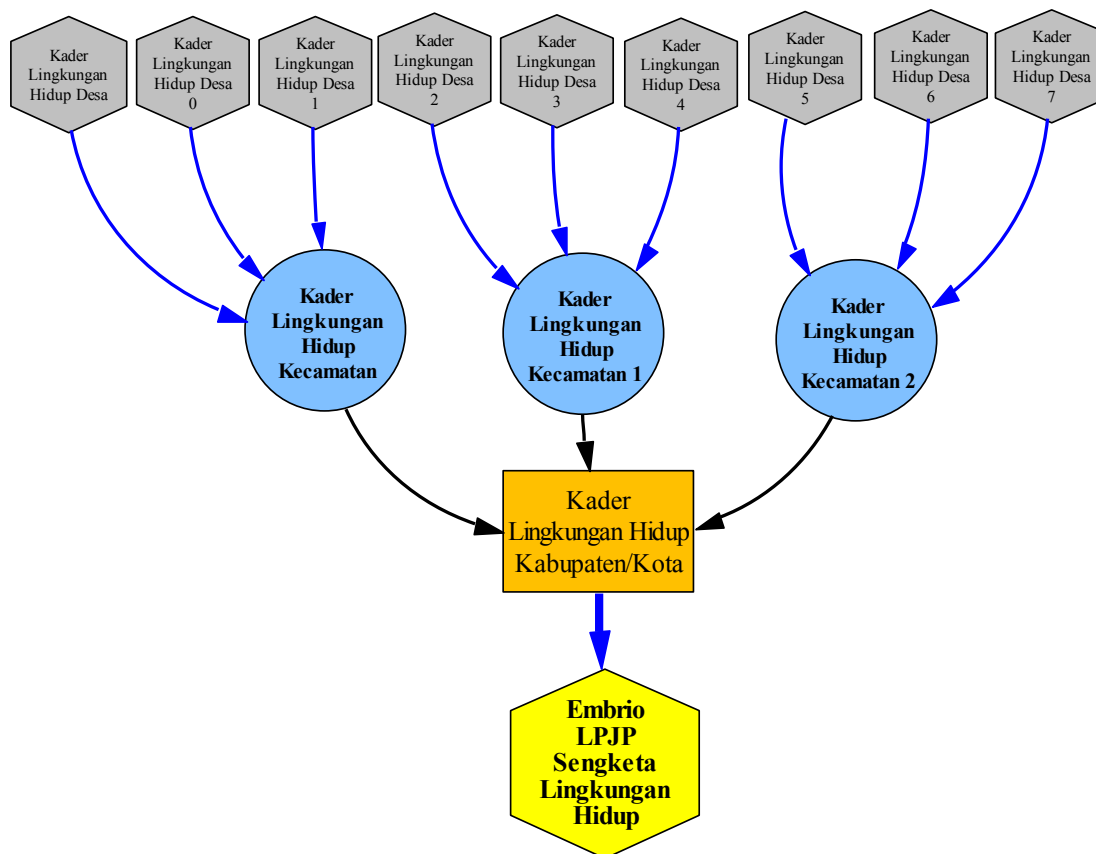 Kader
Lingkungan
Hidup Desa
Kader
Lingkungan
Hidup Desa
0
Kader
Lingkungan
Hidup Desa
1
Kader
Lingkungan
Hidup Desa
2
Kader
Lingkungan
Hidup Desa
3
Kader
Lingkungan
Hidup Desa
4
Kader
Lingkungan
Hidup Desa
5
Kader
Lingkungan
Hidup Desa
6
Kader
Lingkungan
Hidup Desa
7
Kader
Lingkungan
Hidup
Kecamatan
Kader
Lingkungan
Hidup
Kecamatan 1
Kader
Lingkungan
Hidup
Kecamatan 2
Kader
Lingkungan Hidup
Kabupaten/Kota
Embrio
LPJP
Sengketa
Lingkungan
Hidup